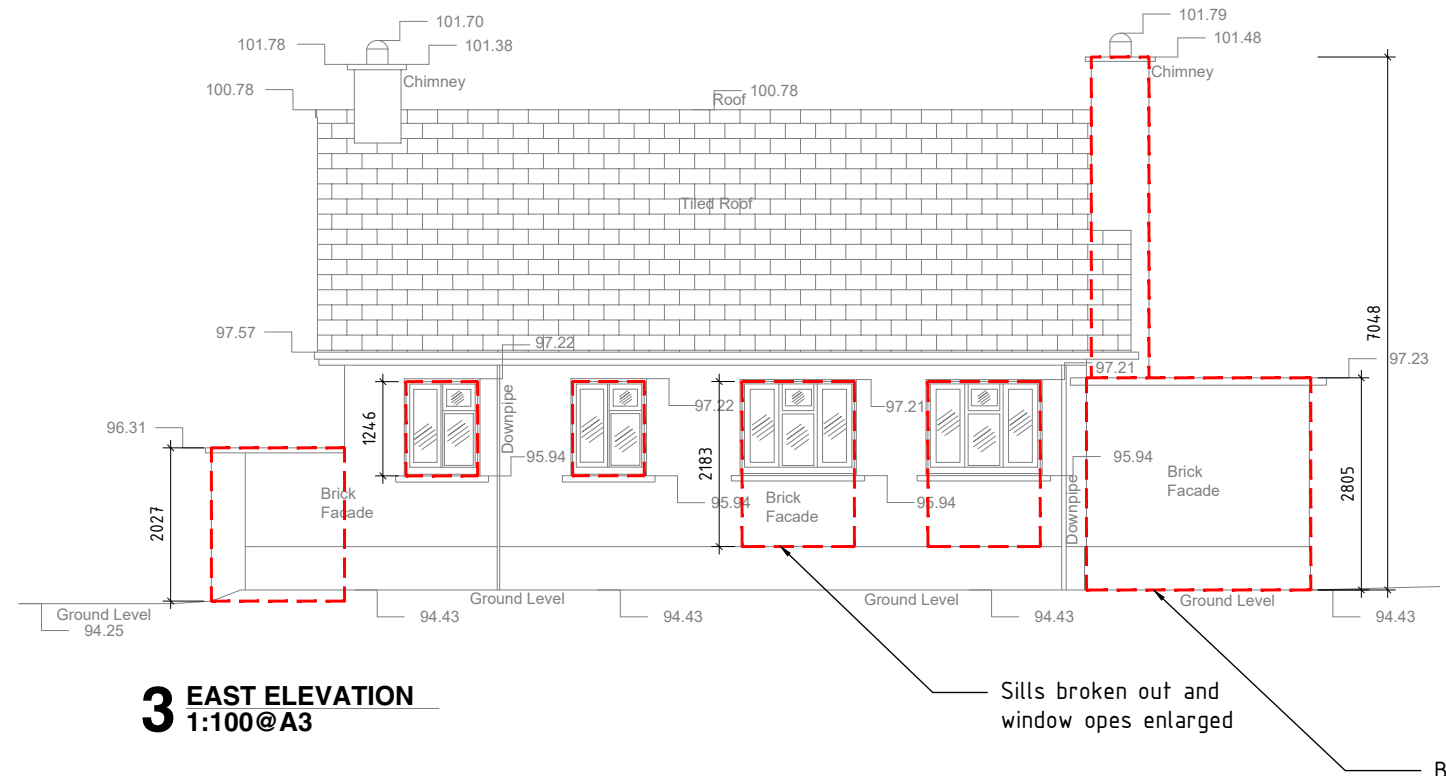 101.70
101.79
101.78
101.38
101.48
Chimney
Chimney
100.78
Roof
100.78
Tiled Roof
97.57
97.22
7048
97.23
97.21
1246
Downpipe
97.22
97.21
96.31
2183
95.94
95.94
Brick
Facade
Brick
Facade
Brick
Facade
95.94
95.94
Downpipe
2805
2027
Ground Level
94.25
Ground Level
Ground Level
Ground Level
94.43
94.43
94.43
94.43
3 EAST ELEVATION
1:100@A3
Sills broken out and
window opes enlarged
B